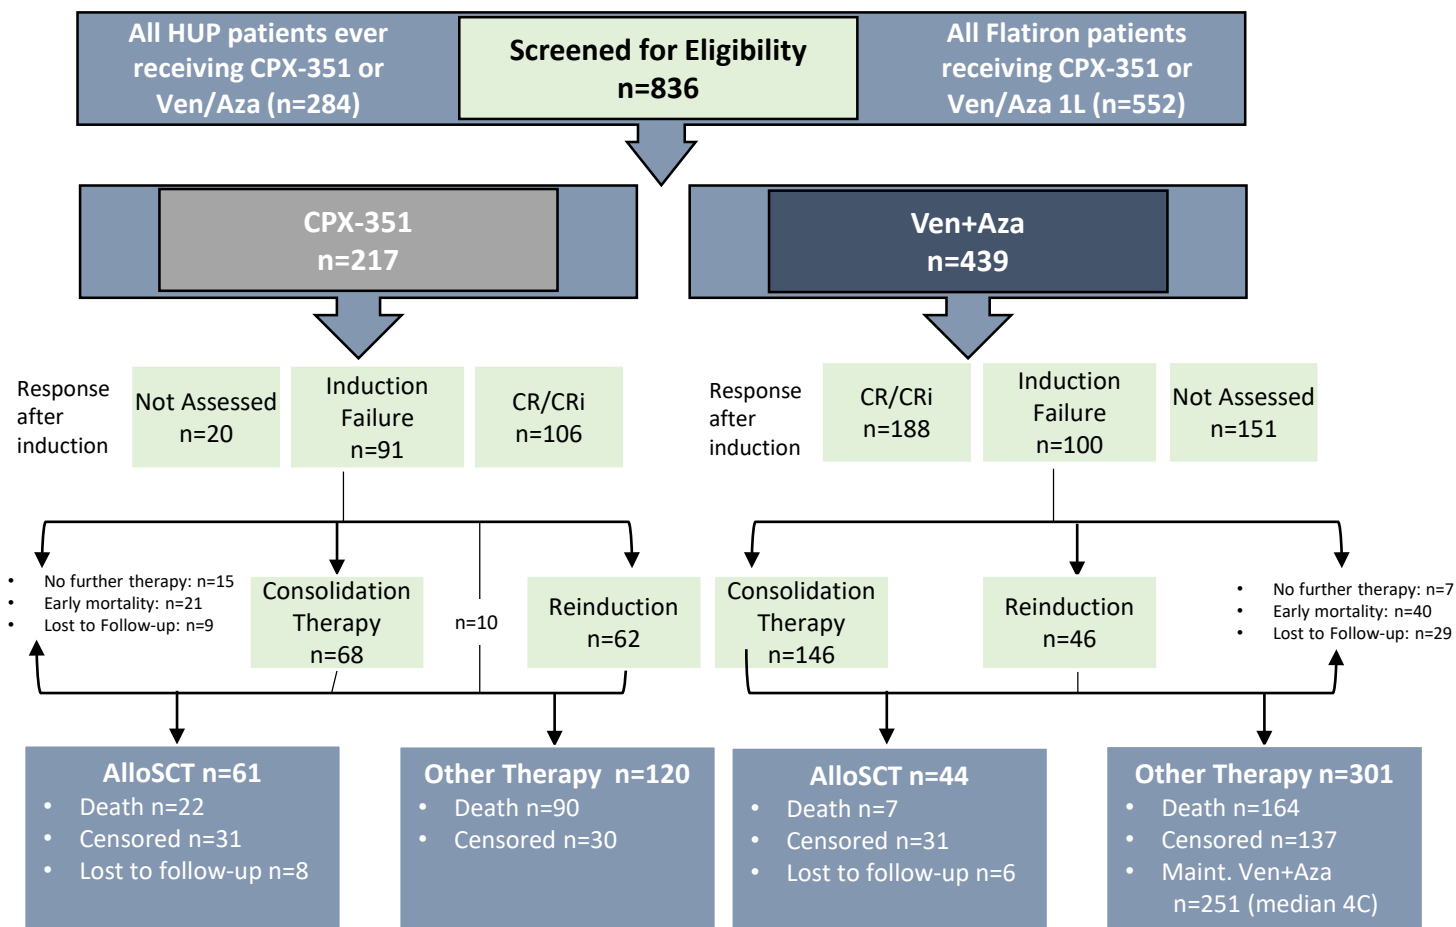 All HUP patients ever
receiving CPX-351 or
Ven/Aza (n=284)
Screened for Eligibility
n=836
All Flatiron patients
receiving CPX-351 or
Ven/Aza 1L (n=552)
CPX-351
n=217
Ven+Aza
n=439
Response
after
induction
Not Assessed
n=20
Induction
Failure
n=91
CR/CRi
n=106
Response
after
induction
CR/CRi
n=188
Induction
Failure
n=100
Not Assessed
n=151
• No further therapy: n=15
• Early mortality: n=21
• Lost to Follow-up: n=9
Consolidation
Therapy
n=68
n=10
Reinduction
n=62
Consolidation
Therapy
n=146
Reinduction
n=46
• No further therapy: n=7
• Early mortality: n=40
• Lost to Follow-up: n=29
AlloSCT n=61
• Death n=22
• Censored n=31
• Lost to follow-up n=8
Other Therapy n=120
• Death n=90
• Censored n=30
AlloSCT n=44
• Death n=7
• Censored n=31
• Lost to follow-up n=6
Other Therapy n=301
• Death n=164
• Censored n=137
• Maint. Ven+Aza
n=251 (median 4C)